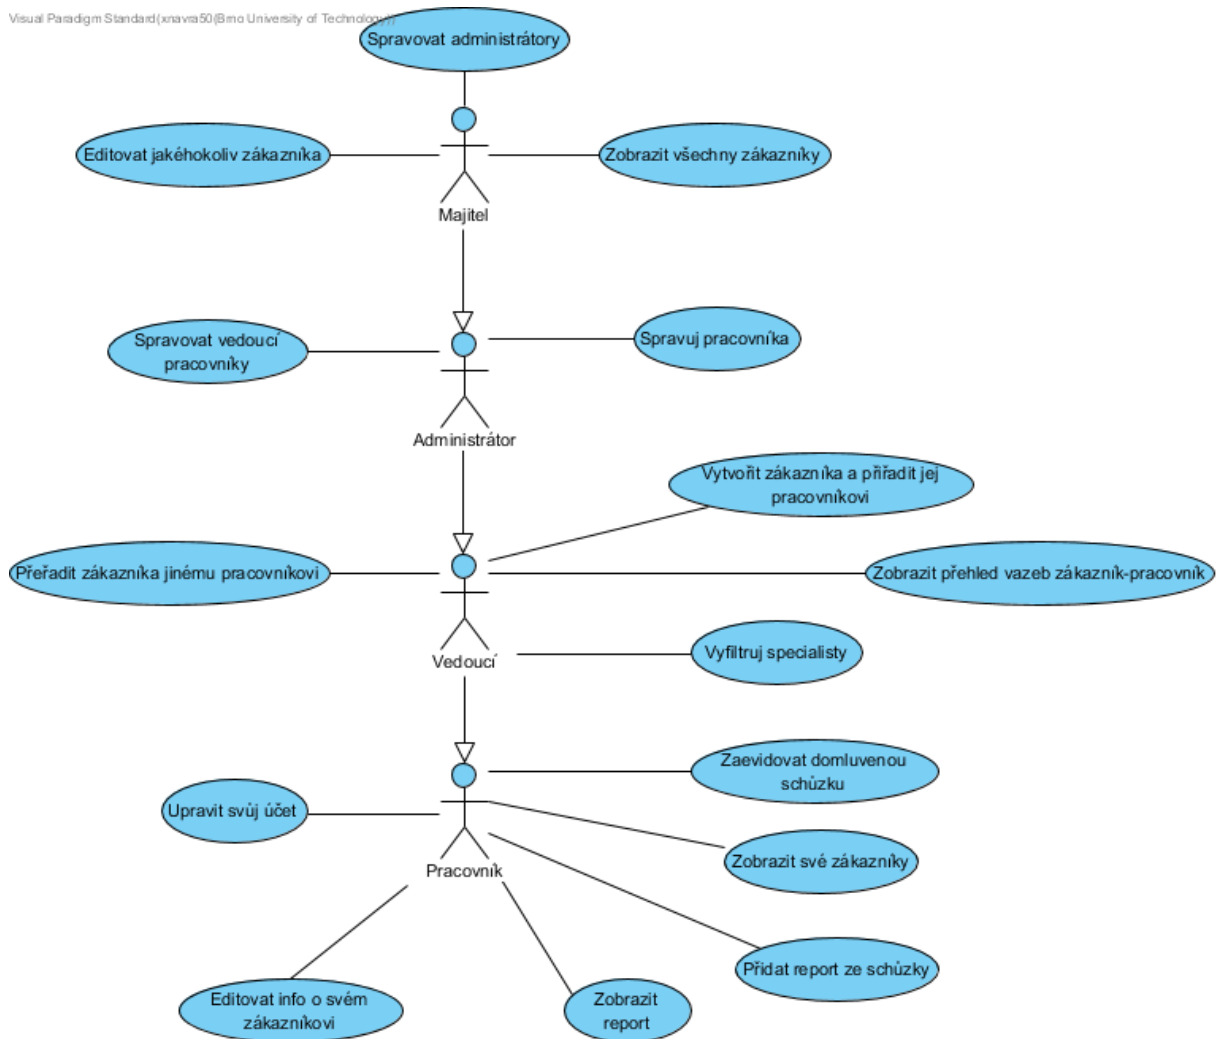 Visual Paradigm Standard(xnavra50(Brno University of Technology))
Spravovat administrátory
Editovat jakéhokoliv zákazníka
Zobrazit všechny zákazníky
Majitel
Spravovat vedoucí
pracovníky
Spravuj pracovníka
Administrátor
Vytvořit zákazníka a přiřadit jej
pracovníkovi
Přeřadit zákazníka jinému pracovníkovi
Zobrazit přehled vazeb zákazník-pracovník
Vyfiltruj specialisty
Vedoucí
Zaevidovat domluvenou
schůzku
Upravit svůj účet
Zobrazit své zákazníky
Pracovník
Přidat report ze schůzky
Editovat info o svém
zákazníkovi
Zobrazit
report